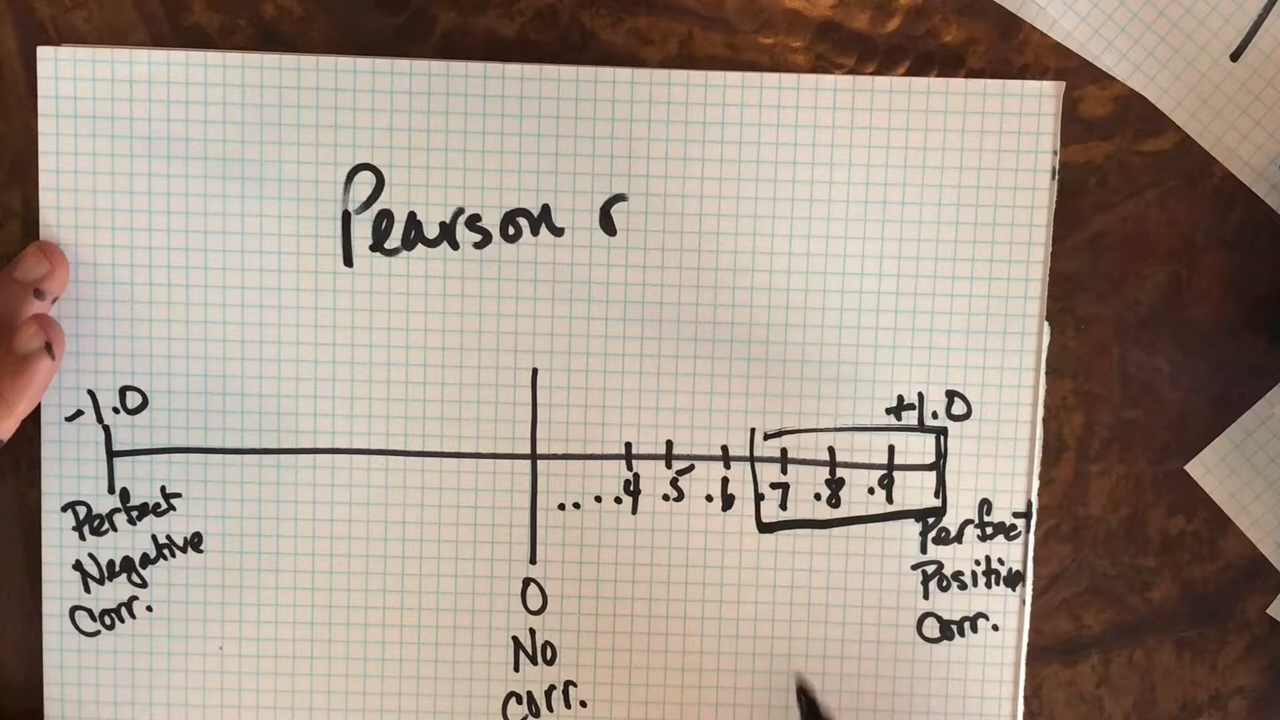 Pearson r
-1.0 +1.0
.... .4 .5 .6 .7 .8 .9
Perfect
Negative
Corr.
0
No
Corr.
Perfect
Positive
Corr.